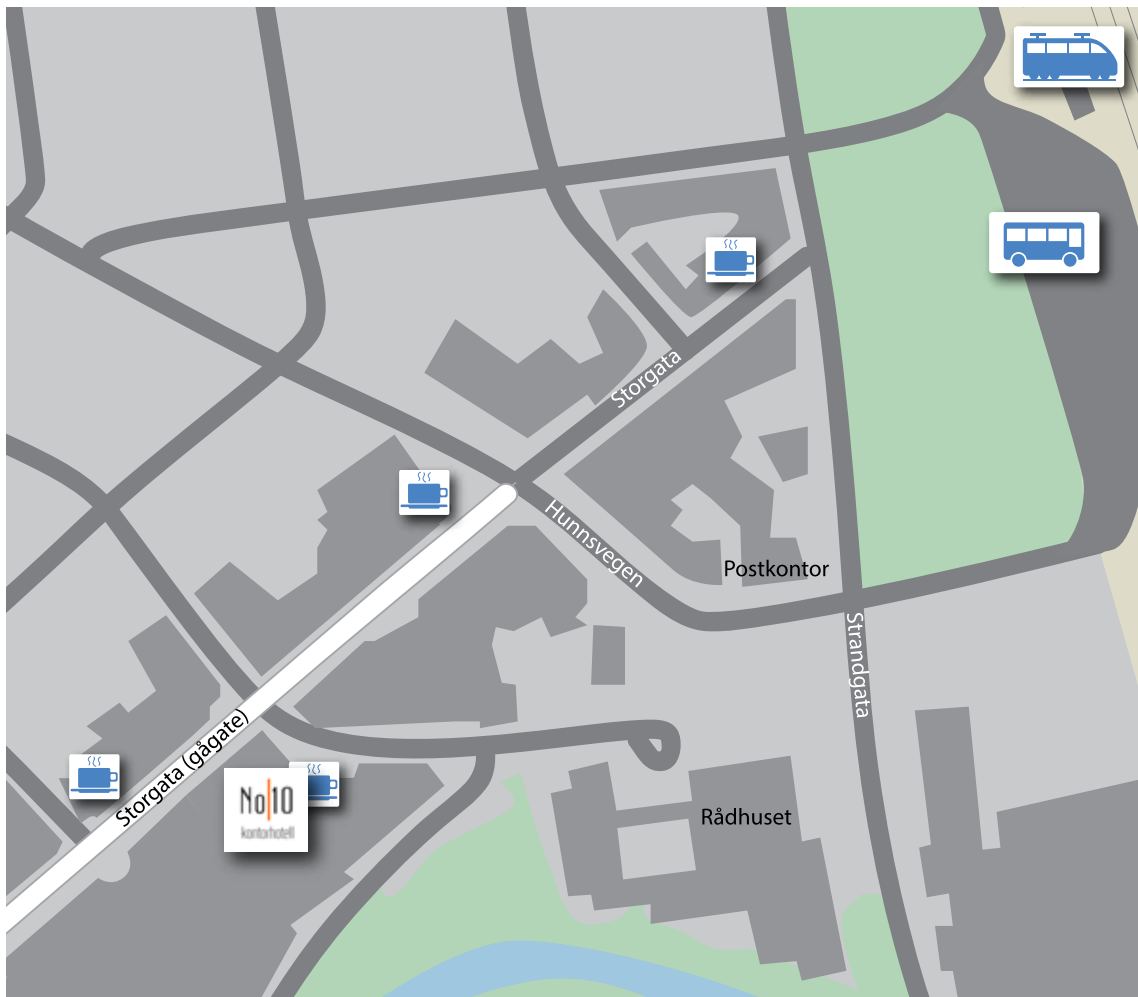 Storgata
Hunnsvegen
Postkontor
Strandgata
Storgata (gågate)
No|10
kontorhotell
Rådhuset